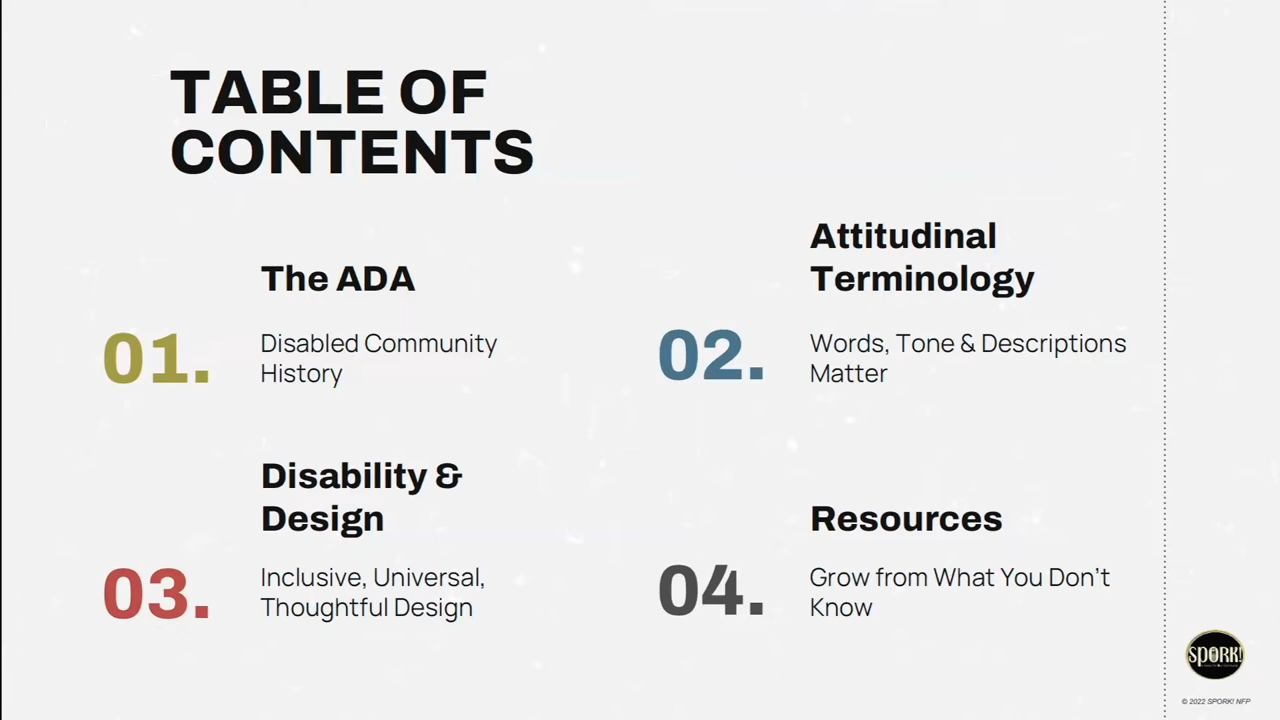 TABLE OF
CONTENTS
The ADA
01.
Disabled Community
History
Attitudinal
Terminology
02.
Words, Tone & Descriptions
Matter
Disability &
Design
03.
Inclusive, Universal,
Thoughtful Design
Resources
04.
Grow from What You Don't
Know
SPORK!
© 2022 SPORK! NFP